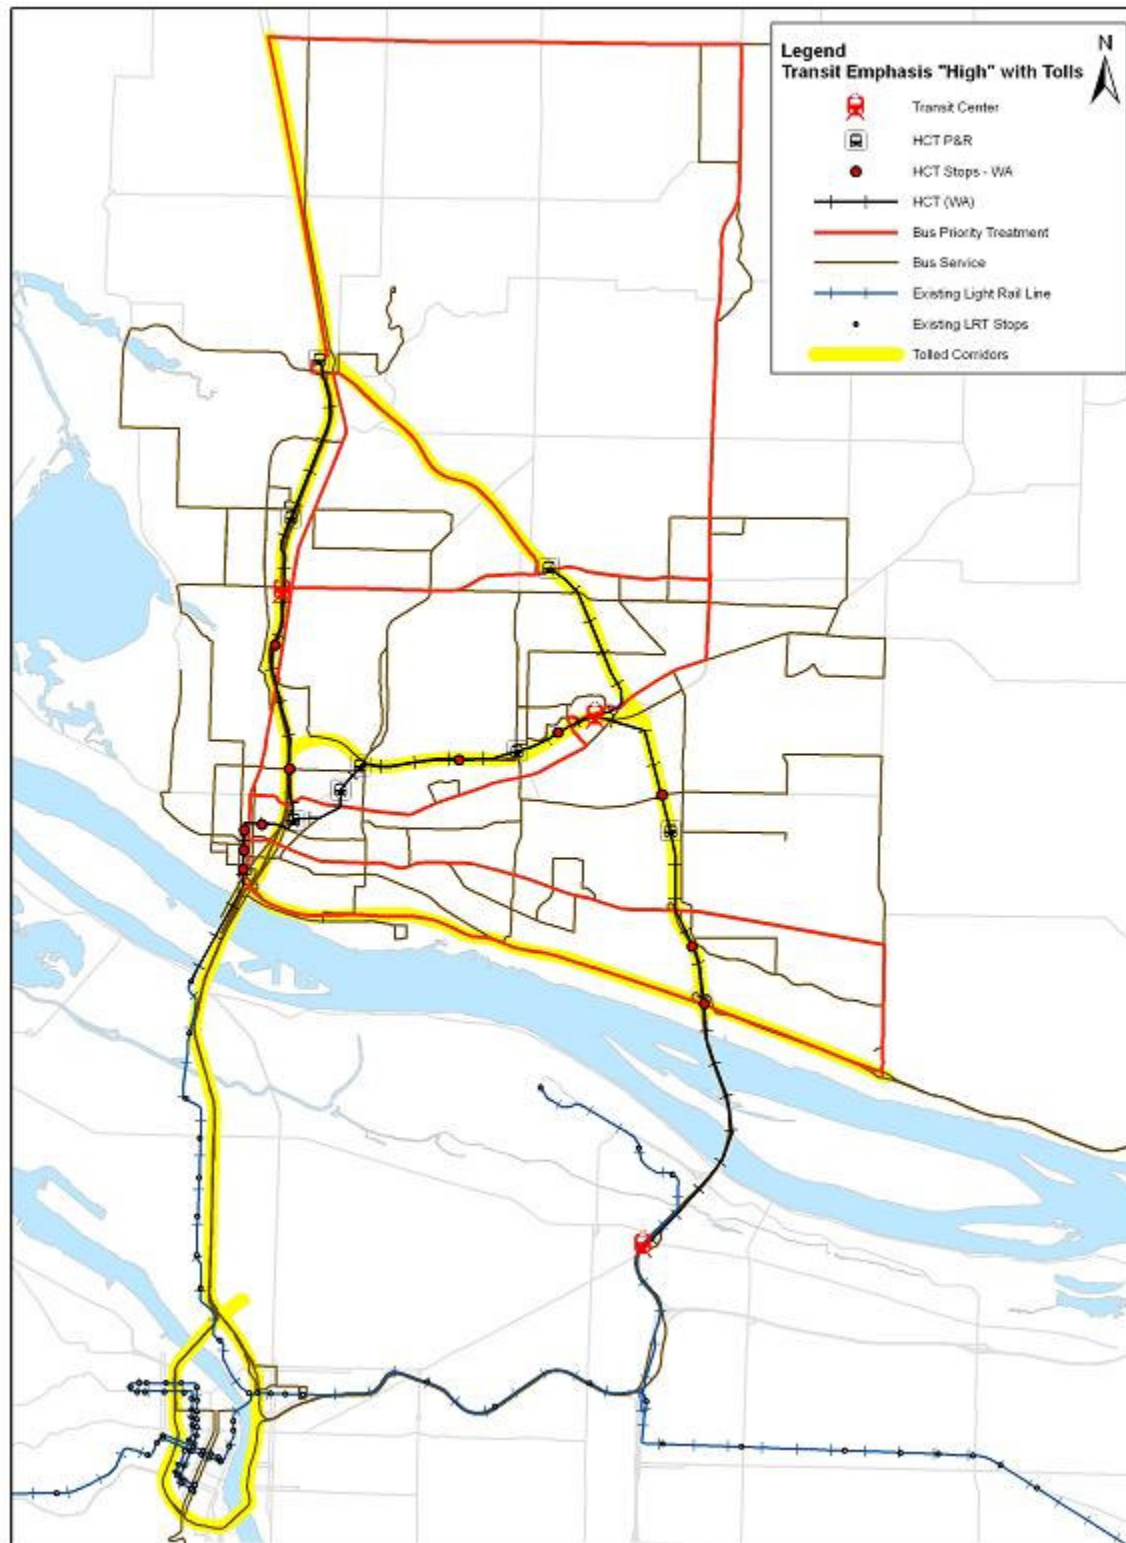 N
Legend
Transit Emphasis "High" with Tolls
Transit Center
HCT P&R
HCT Stops - WA
HCT (WA)
Bus Priority Treatment
Bus Service
Existing Light Rail Line
Existing LRT Stops
Tolled Corridors